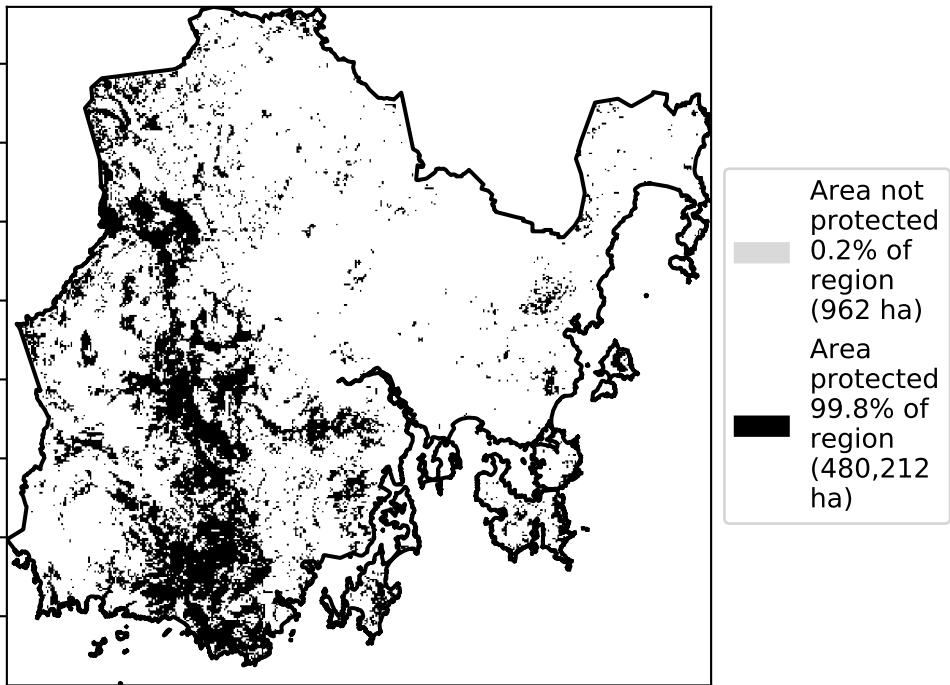 Area not
protected
0.2% of
region
(962 ha)
Area
protected
99.8% of
region
(480,212
ha)